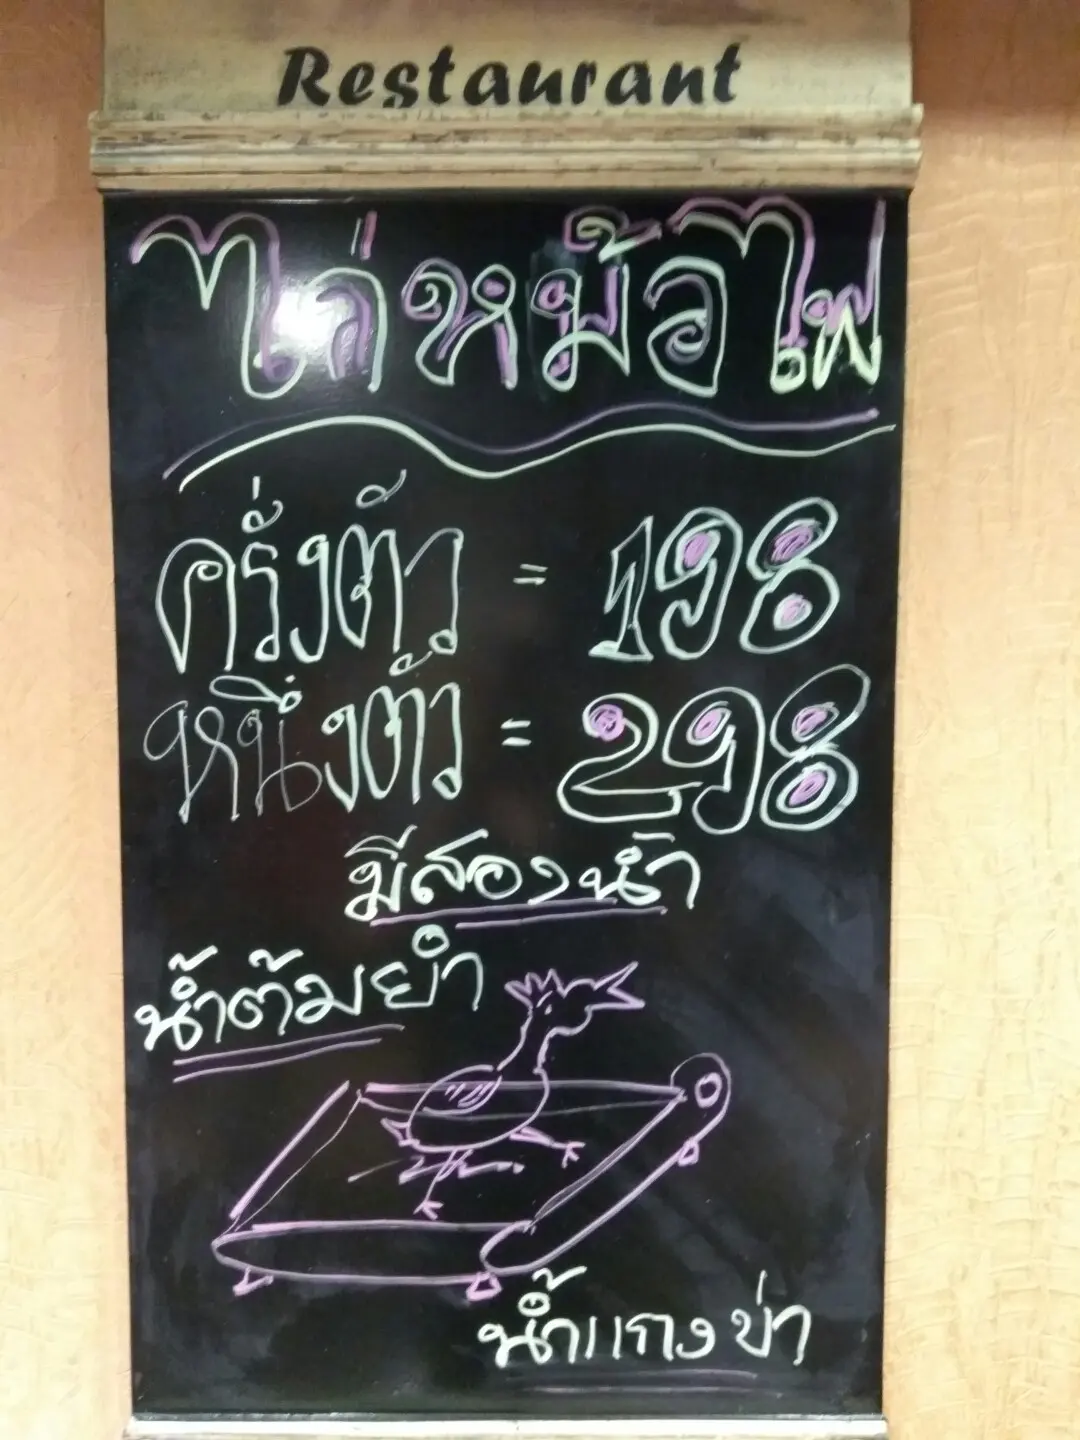 Restaurant
ไก่หม้อไฟ
ครึ่งตัว = 198
หนึ่งตัว = 298
มีสองน้ำ
น้ำต้มยำ
น้ำแกงป่า